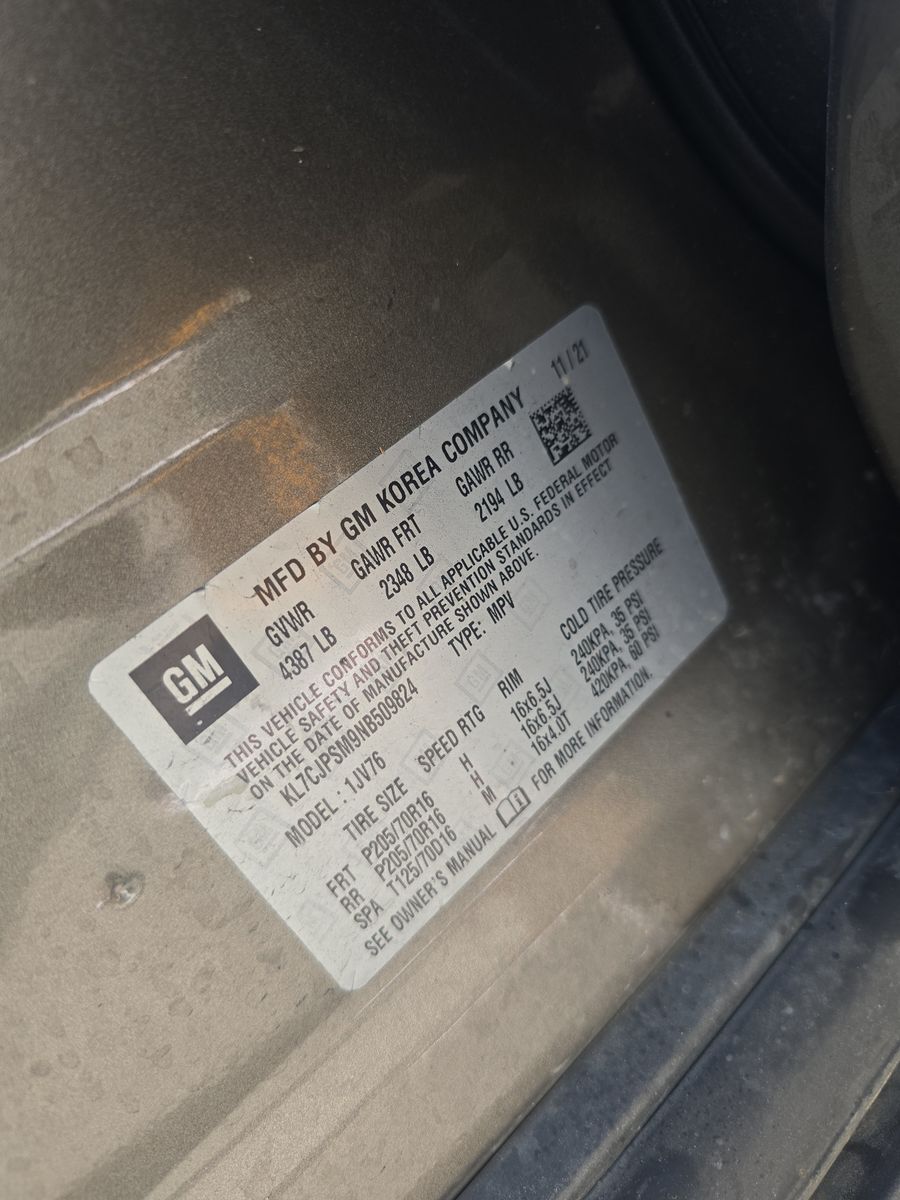 GM
MFD BY GM KOREA COMPANY 11 / 21
GVWR GAWR FRT GAWR RR
4387 LB 2348 LB 2194 LB
THIS VEHICLE CONFORMS TO ALL APPLICABLE U.S. FEDERAL MOTOR
VEHICLE SAFETY AND THEFT PREVENTION STANDARDS IN EFFECT
ON THE DATE OF MANUFACTURE SHOWN ABOVE.
KL7CJPSM9NB509824 TYPE: MPV
MODEL : 1JV76
TIRE SIZE SPEED RTG RIM COLD TIRE PRESSURE
FRT P205/70R16 H 16x6.5J 240KPA, 35 PSI
RR P205/70R16 H 16x6.5J 240KPA, 35 PSI
SPA T125/70D16 M 16x4.0T 420KPA, 60 PSI
SEE OWNER'S MANUAL FOR MORE INFORMATION.